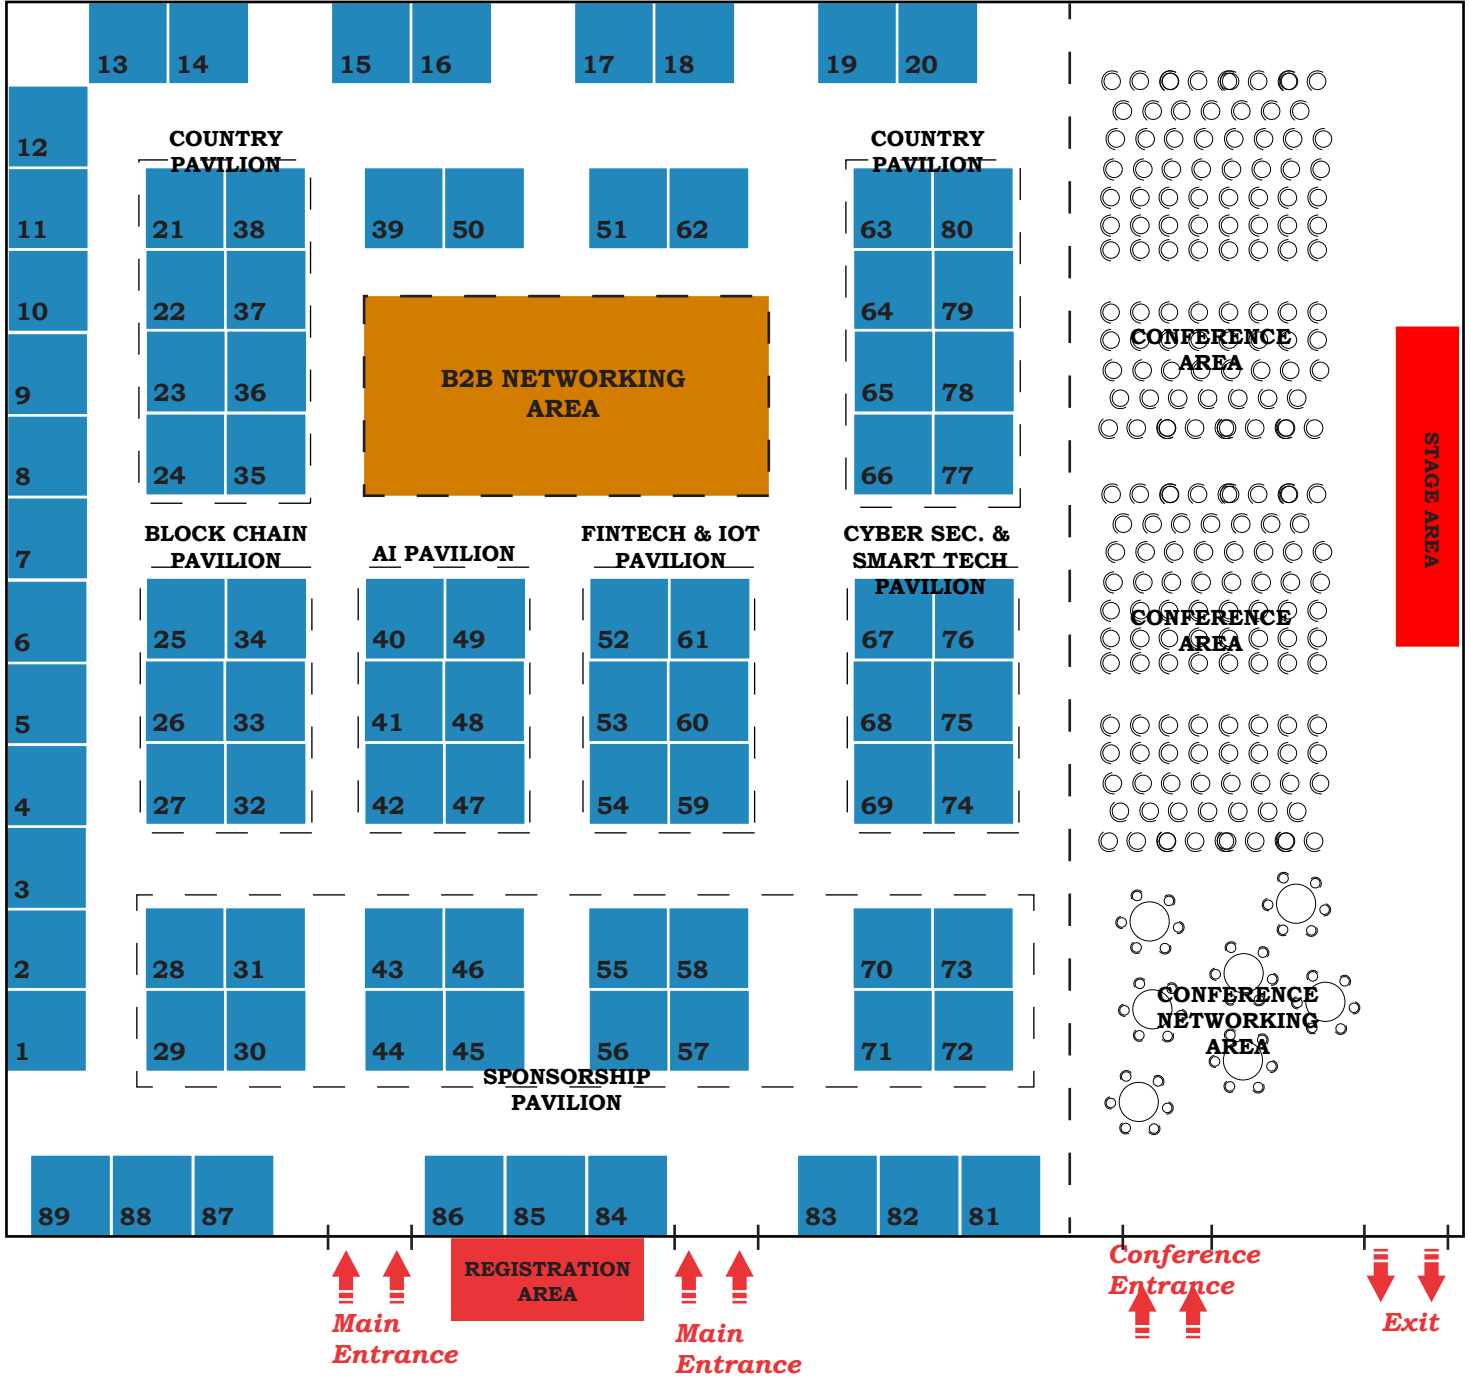 13 14 15 16 17 18 19 20
12
COUNTRY
PAVILION
COUNTRY
PAVILION
11 21 38 39 50 51 62 63 80
10 22 37 64 79
CONFERENCE
AREA
B2B NETWORKING
AREA
9 23 36 65 78
8 24 35 66 77
STAGE AREA
BLOCK CHAIN
PAVILION
AI PAVILION
FINTECH & IOT
PAVILION
CYBER SEC. &
SMART TECH
PAVILION
7
CONFERENCE
AREA
6 25 34 40 49 52 61 67 76
5 26 33 41 48 53 60 68 75
4 27 32 42 47 54 59 69 74
3
2 28 31 43 46 55 58 70 73
CONFERENCE
NETWORKING
AREA
1 29 30 44 45 56 57 71 72
SPONSORSHIP
PAVILION
89 88 87 86 85 84 83 82 81
REGISTRATION
AREA
Conference
Entrance
Main
Entrance
Main
Entrance
Exit